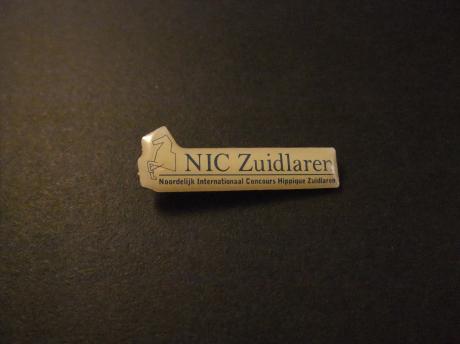 NIC Zuidlaren
Noordelijk Internationaal Concours Hippique Zuidlaren